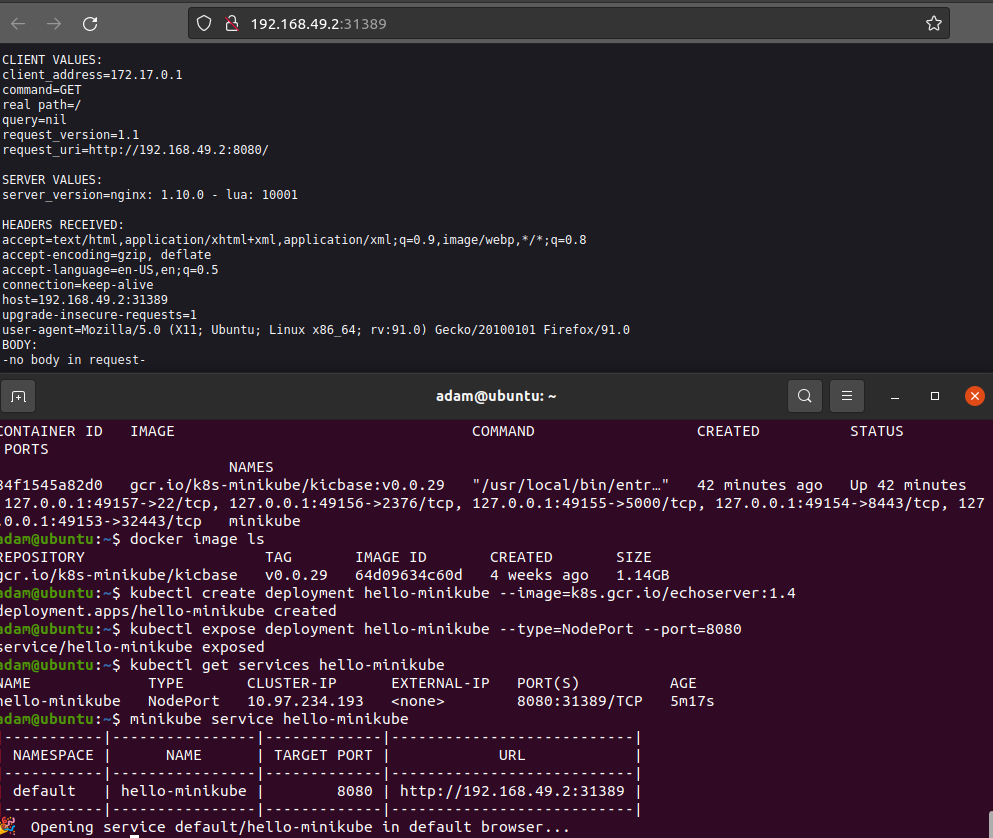 192.168.49.2:31389
CLIENT VALUES:
client_address=172.17.0.1
command=GET
real path=/
query=nil
request_version=1.1
request_uri=http://192.168.49.2:8080/
SERVER VALUES:
server_version=nginx: 1.10.0 - lua: 10001
HEADERS RECEIVED:
accept=text/html,application/xhtml+xml,application/xml;q=0.9,image/webp,*/*;q=0.8
accept-encoding=gzip, deflate
accept-language=en-US,en;q=0.5
connection=keep-alive
host=192.168.49.2:31389
upgrade-insecure-requests=1
user-agent=Mozilla/5.0 (X11; Ubuntu; Linux x86_64; rv:91.0) Gecko/20100101 Firefox/91.0
BODY:
-no body in request-
adam@ubuntu: ~
CONTAINER ID   IMAGE                                 COMMAND                  CREATED          STATUS
 PORTS
                          NAMES
84f1545a82d0   gcr.io/k8s-minikube/kicbase:v0.0.29   "/usr/local/bin/entr…"   42 minutes ago   Up 42 minutes
 127.0.0.1:49157->22/tcp, 127.0.0.1:49156->2376/tcp, 127.0.0.1:49155->5000/tcp, 127.0.0.1:49154->8443/tcp, 127
.0.0.1:49153->32443/tcp   minikube
adam@ubuntu:~$ docker image ls
REPOSITORY                    TAG       IMAGE ID       CREATED       SIZE
gcr.io/k8s-minikube/kicbase   v0.0.29   64d09634c60d   4 weeks ago   1.14GB
adam@ubuntu:~$ kubectl create deployment hello-minikube --image=k8s.gcr.io/echoserver:1.4
deployment.apps/hello-minikube created
adam@ubuntu:~$ kubectl expose deployment hello-minikube --type=NodePort --port=8080
service/hello-minikube exposed
adam@ubuntu:~$ kubectl get services hello-minikube
NAME             TYPE       CLUSTER-IP      EXTERNAL-IP   PORT(S)          AGE
hello-minikube   NodePort   10.97.234.193   <none>        8080:31389/TCP   5m17s
adam@ubuntu:~$ minikube service hello-minikube
|-----------|----------------|-------------|---------------------------|
| NAMESPACE |      NAME      | TARGET PORT |            URL            |
|-----------|----------------|-------------|---------------------------|
| default   | hello-minikube |        8080 | http://192.168.49.2:31389 |
|-----------|----------------|-------------|---------------------------|
🎉  Opening service default/hello-minikube in default browser...